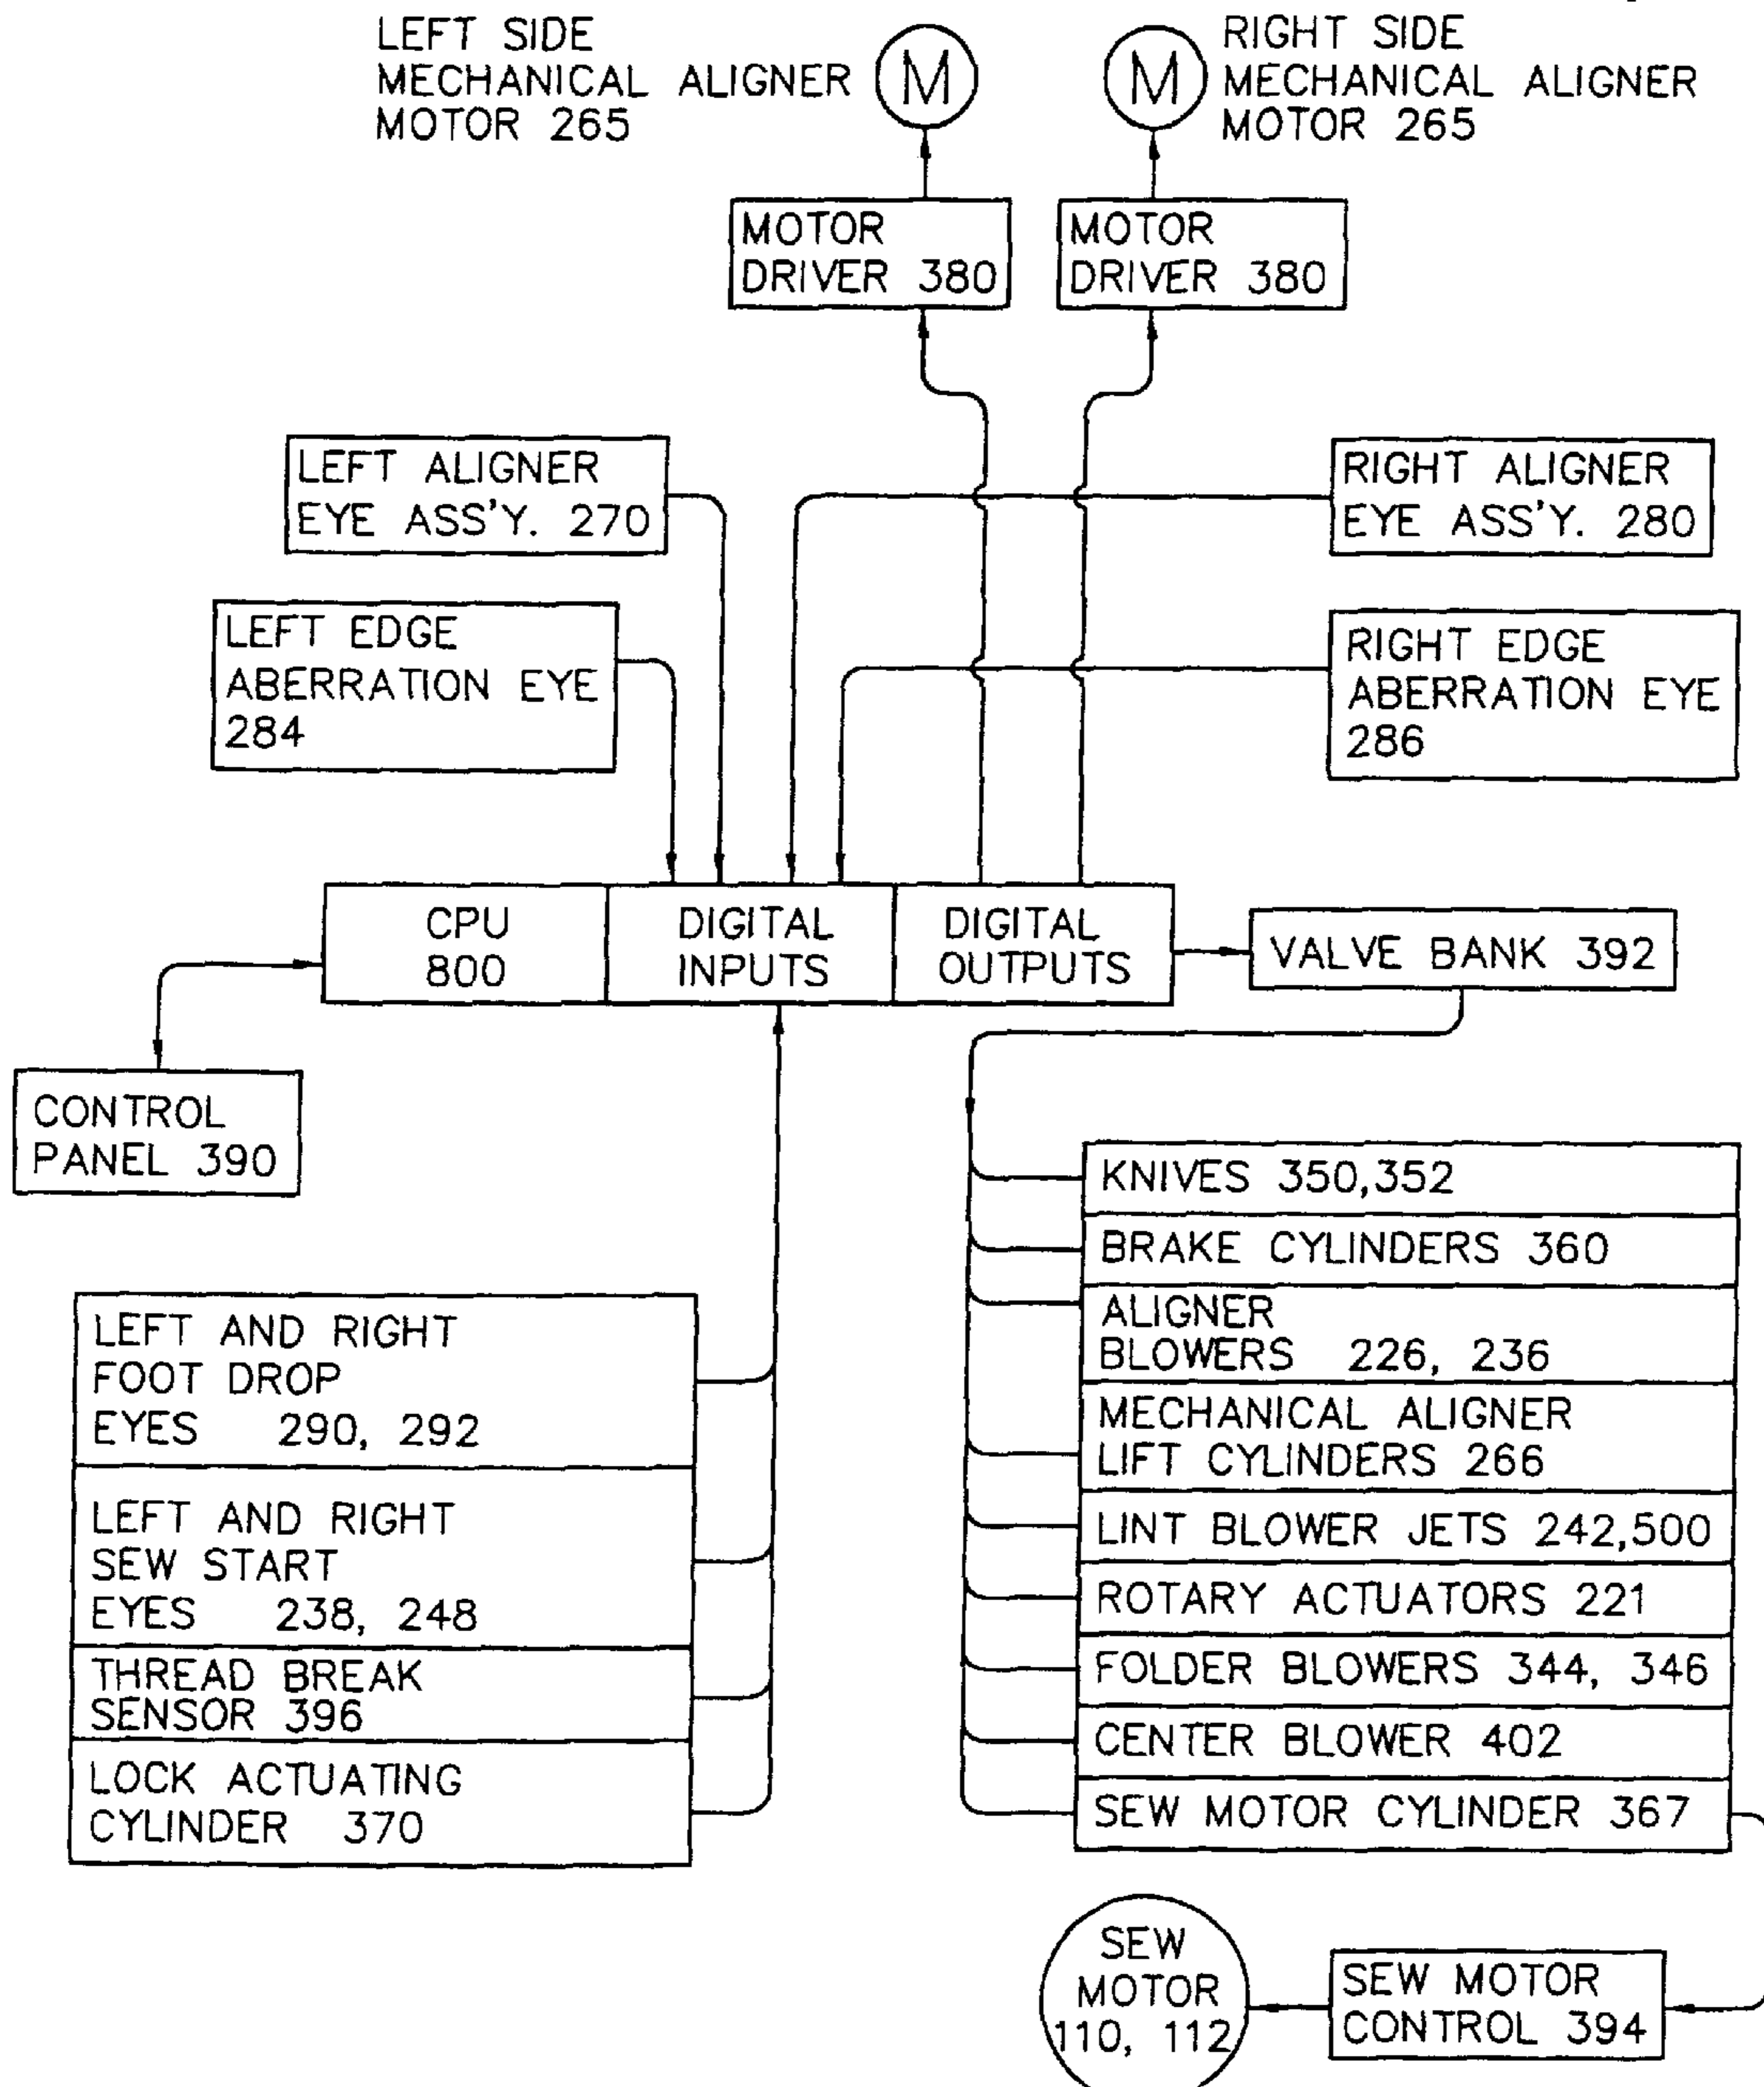 LEFT SIDE
MECHANICAL ALIGNER
MOTOR 265
M
M
RIGHT SIDE
MECHANICAL ALIGNER
MOTOR 265
MOTOR
DRIVER 380
MOTOR
DRIVER 380
LEFT ALIGNER
EYE ASS'Y. 270
RIGHT ALIGNER
EYE ASS'Y. 280
LEFT EDGE
ABERRATION EYE
284
RIGHT EDGE
ABERRATION EYE
286
CPU
800
DIGITAL
INPUTS
DIGITAL
OUTPUTS
VALVE BANK 392
CONTROL
PANEL 390
KNIVES 350,352
BRAKE CYLINDERS 360
ALIGNER
BLOWERS 226, 236
MECHANICAL ALIGNER
LIFT CYLINDERS 266
LINT BLOWER JETS 242,500
ROTARY ACTUATORS 221
FOLDER BLOWERS 344, 346
CENTER BLOWER 402
SEW MOTOR CYLINDER 367
LEFT AND RIGHT
FOOT DROP
EYES 290, 292
LEFT AND RIGHT
SEW START
EYES 238, 248
THREAD BREAK
SENSOR 396
LOCK ACTUATING
CYLINDER 370
SEW
MOTOR
110, 112
SEW MOTOR
CONTROL 394